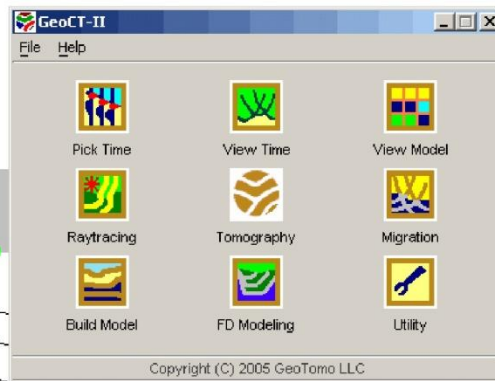 GeoCT-II
File Help
Pick Time View Time View Model
Raytracing Tomography Migration
Build Model FD Modeling Utility
Copyright (C) 2005 GeoTomo LLC